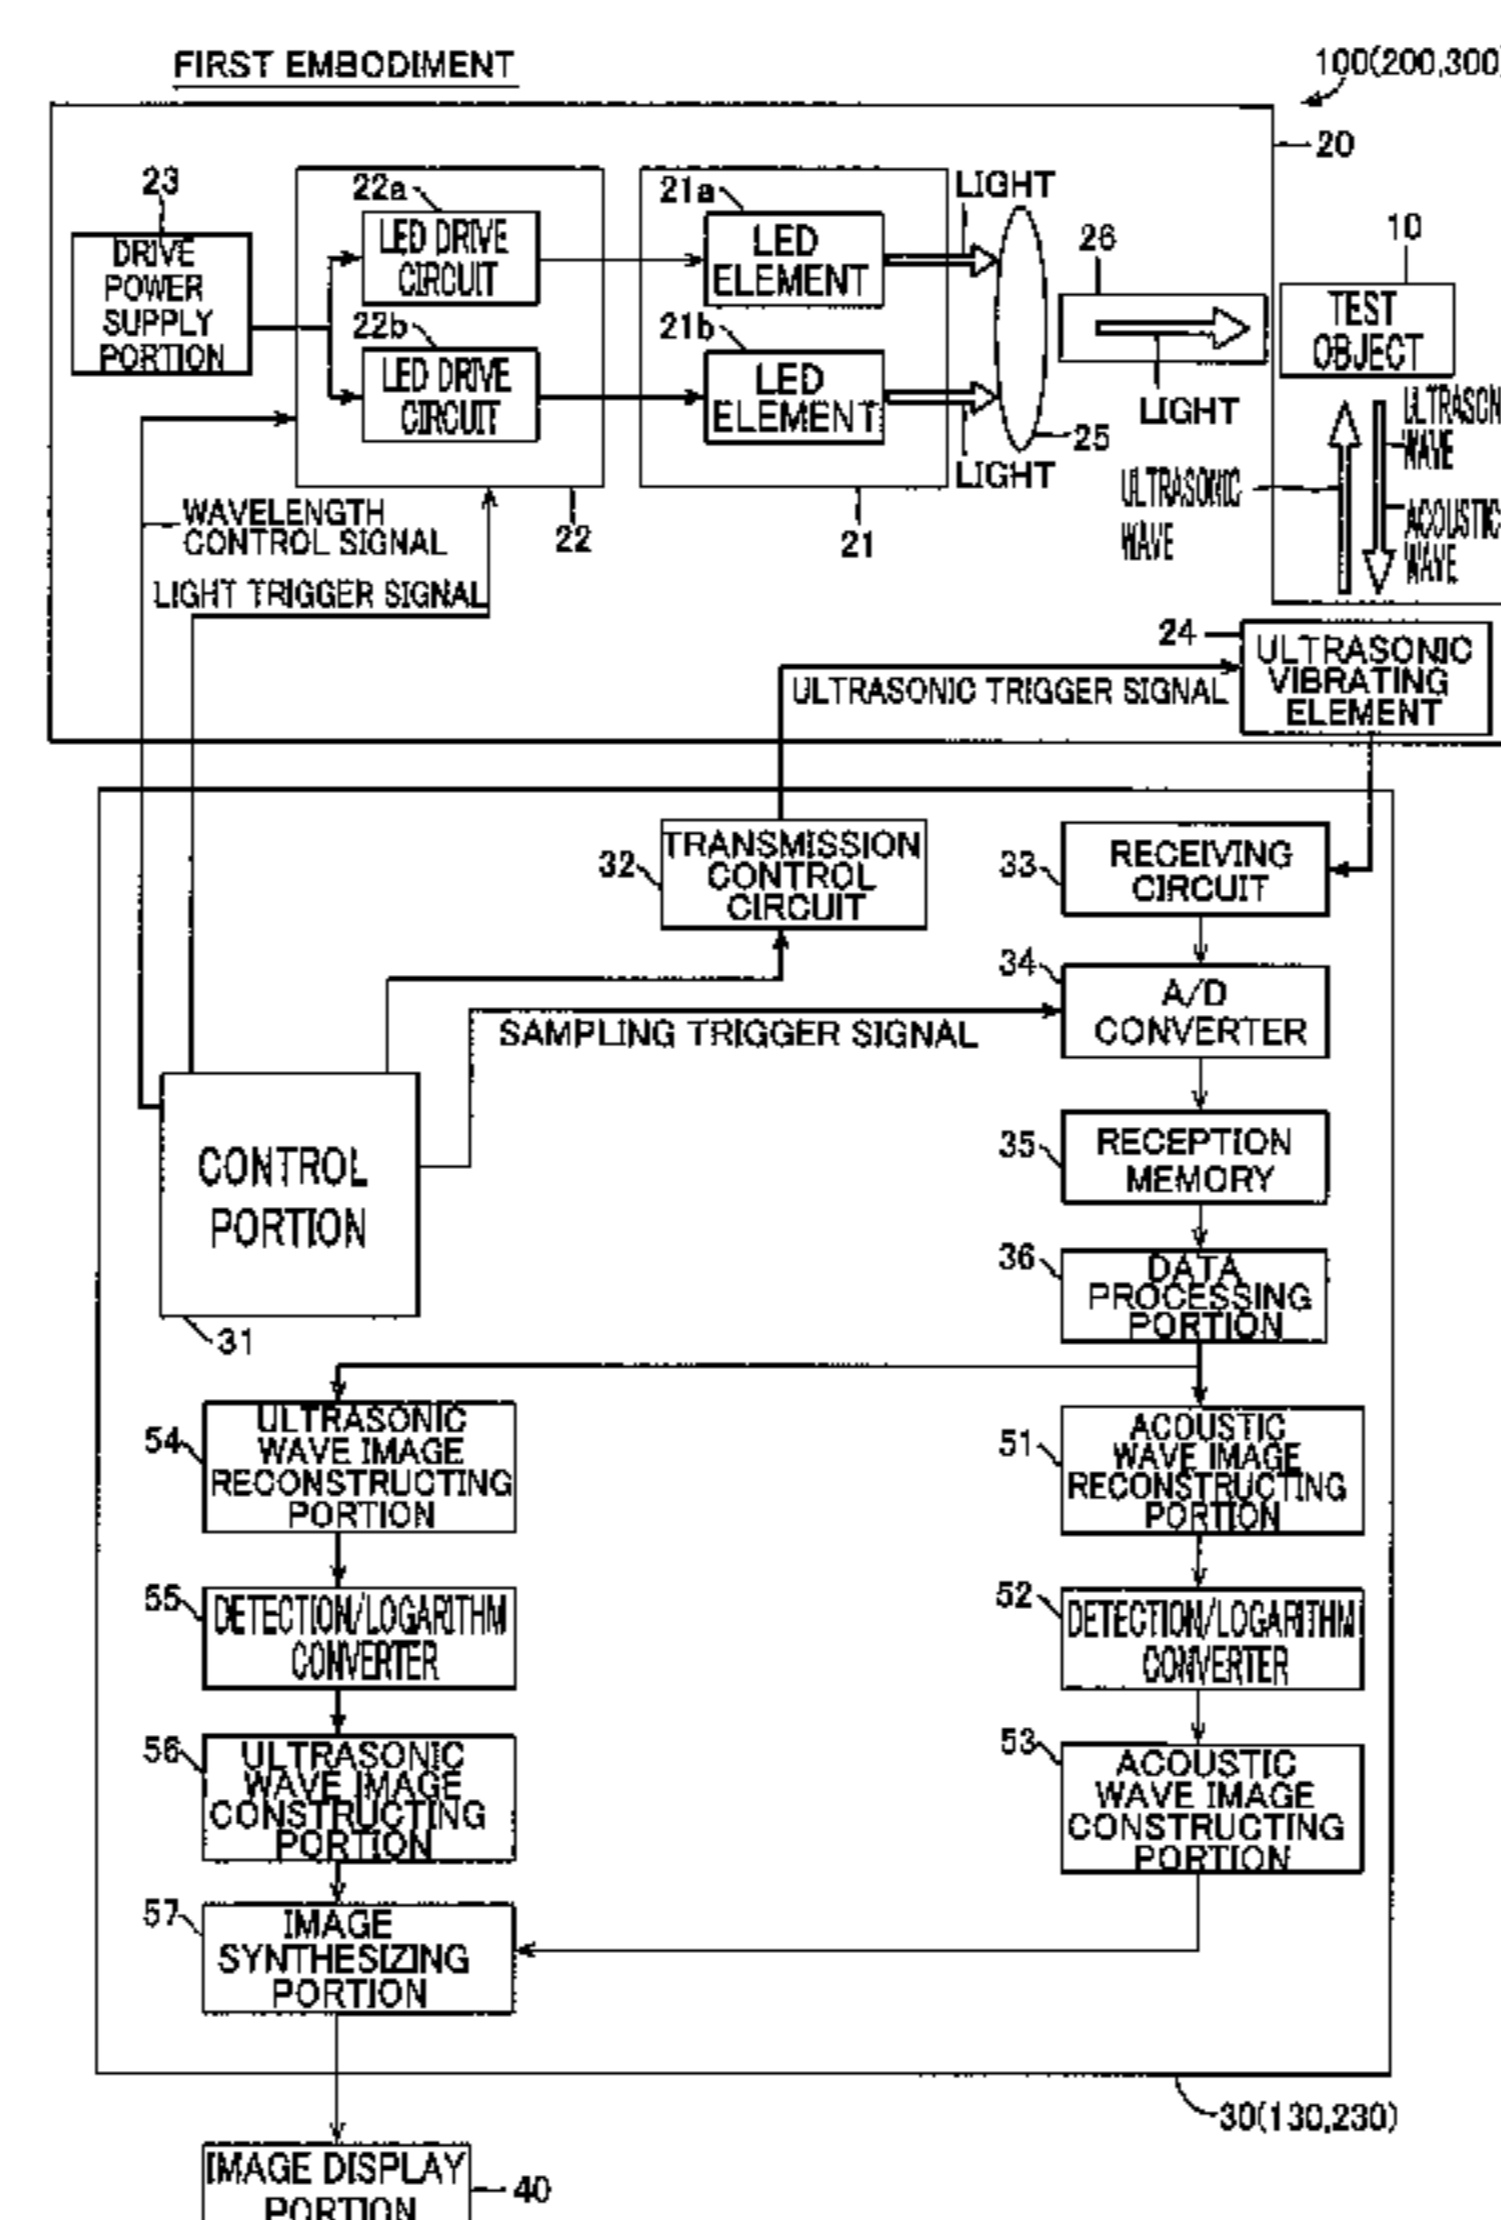 FIRST EMBODIMENT
100(200,300)
20
23
DRIVE
POWER
SUPPLY
PORTION
22a
LED DRIVE
CIRCUIT
22b
LED DRIVE
CIRCUIT
21a
LED
ELEMENT
21b
LED
ELEMENT
LIGHT
LIGHT
25
26
LIGHT
10
TEST
OBJECT
ULTRASONIC
WAVE
ULTRASON
WAVE
ACOUSTIC
WAVE
WAVELENGTH
CONTROL SIGNAL
LIGHT TRIGGER SIGNAL
22
21
24
ULTRASONIC
VIBRATING
ELEMENT
ULTRASONIC TRIGGER SIGNAL
32
TRANSMISSION
CONTROL
CIRCUIT
33
RECEIVING
CIRCUIT
34
A/D
CONVERTER
SAMPLING TRIGGER SIGNAL
CONTROL
PORTION
31
35
RECEPTION
MEMORY
36
DATA
PROCESSING
PORTION
54
ULTRASONIC
WAVE IMAGE
RECONSTRUCTING
PORTION
51
ACOUSTIC
WAVE IMAGE
RECONSTRUCTING
PORTION
55
DETECTION/LOGARITHM
CONVERTER
52
DETECTION/LOGARITHM
CONVERTER
56
ULTRASONIC
WAVE IMAGE
CONSTRUCTING
PORTION
53
ACOUSTIC
WAVE IMAGE
CONSTRUCTING
PORTION
57
IMAGE
SYNTHESIZING
PORTION
30(130,230)
IMAGE DISPLAY
PORTION
40